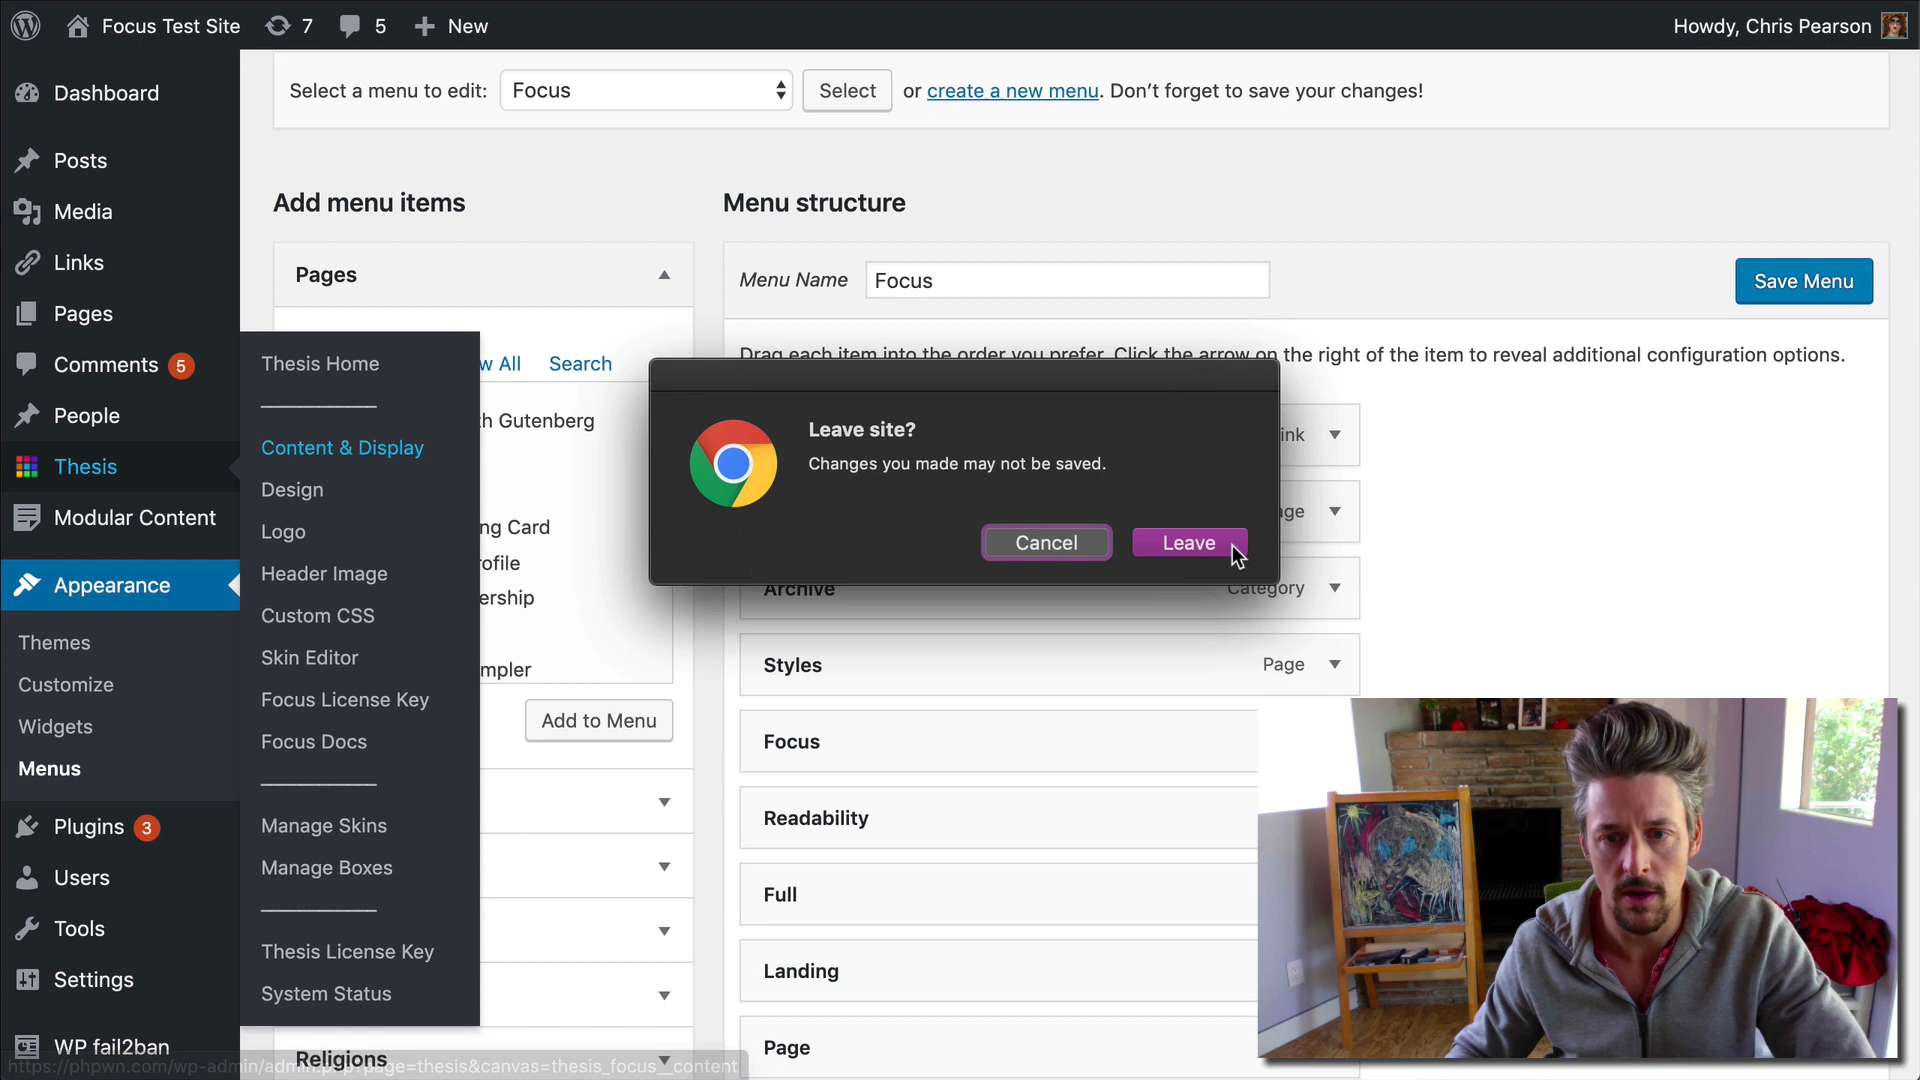 Focus Test Site
7
5
New
Howdy, Chris Pearson
Dashboard
Posts
Media
Links
Pages
Comments 5
People
Thesis
Modular Content
Appearance
Themes
Customize
Widgets
Menus
Plugins 3
Users
Tools
Settings
WP fail2ban
Thesis Home
Content & Display
Design
Logo
Header Image
Custom CSS
Skin Editor
Focus License Key
Focus Docs
Manage Skins
Manage Boxes
Thesis License Key
System Status
Select a menu to edit: Focus Select or create a new menu. Don’t forget to save your changes!
Add menu items
Pages
w All Search
th Gutenberg
ng Card
rofile
ership
mpler
Add to Menu
Religions
Menu structure
Menu Name Focus Save Menu
Drag each item into the order you prefer. Click the arrow on the right of the item to reveal additional configuration options.
Leave site?
Changes you made may not be saved.
Cancel Leave
ink
age
Archive Category
Styles Page
Focus
Readability
Full
Landing
Page
https://phpwn.com/wp-admin/admin.php?page=thesis&canvas=thesis_focus__content